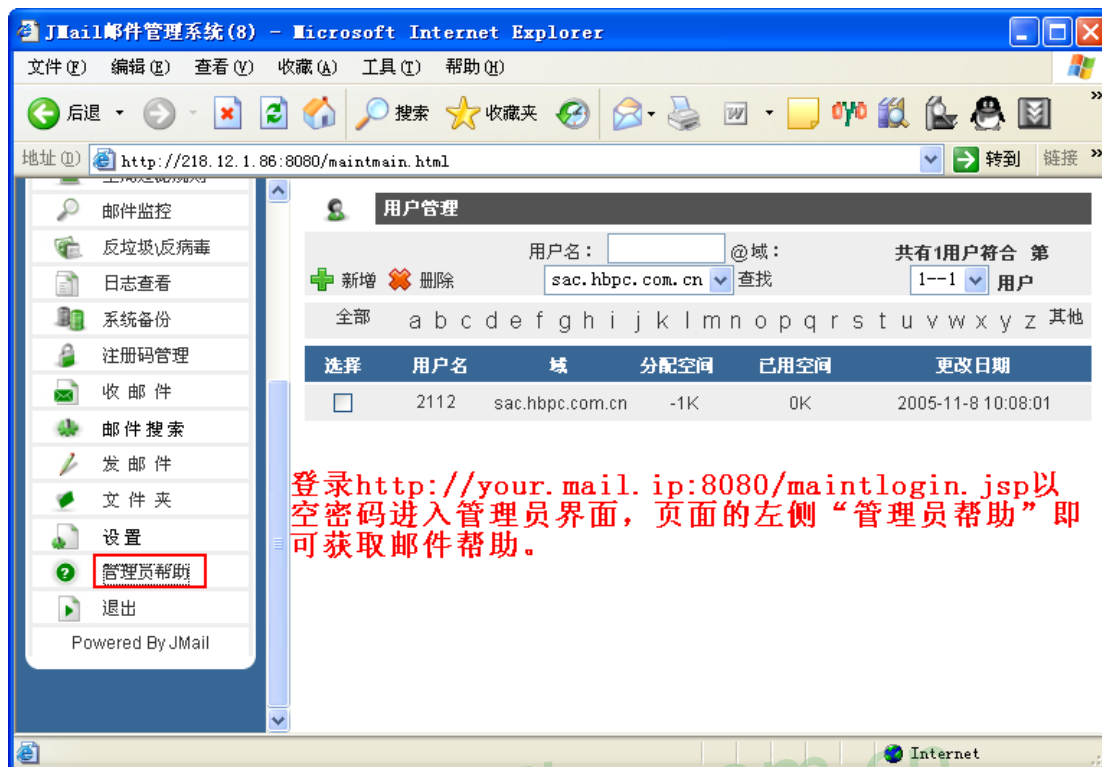 JMail邮件管理系统(8) - Microsoft Internet Explorer
文件(F) 编辑(E) 查看(V) 收藏(A) 工具(T) 帮助(H)
后退 搜索 收藏夹
地址(D) http://218.12.1.86:8080/maintmain.html 转到 链接
邮件监控
反垃圾\反病毒
日志查看
系统备份
注册码管理
收 邮 件
邮 件 搜 索
发 邮 件
文 件 夹
设 置
管理员帮助
退出
Powered By JMail
用户管理
用户名： @域： 共有1用户符合 第
新增 删除 sac.hbpc.com.cn 查找 1--1 用户
全部 a b c d e f g h i j k l m n o p q r s t u v w x y z 其他
选择 用户名 域 分配空间 已用空间 更改日期
2112 sac.hbpc.com.cn -1K 0K 2005-11-8 10:08:01
登录http://your.mail.ip:8080/maintlogin.jsp以
空密码进入管理员界面，页面的左侧“管理员帮助”即
可获取邮件帮助。
Internet